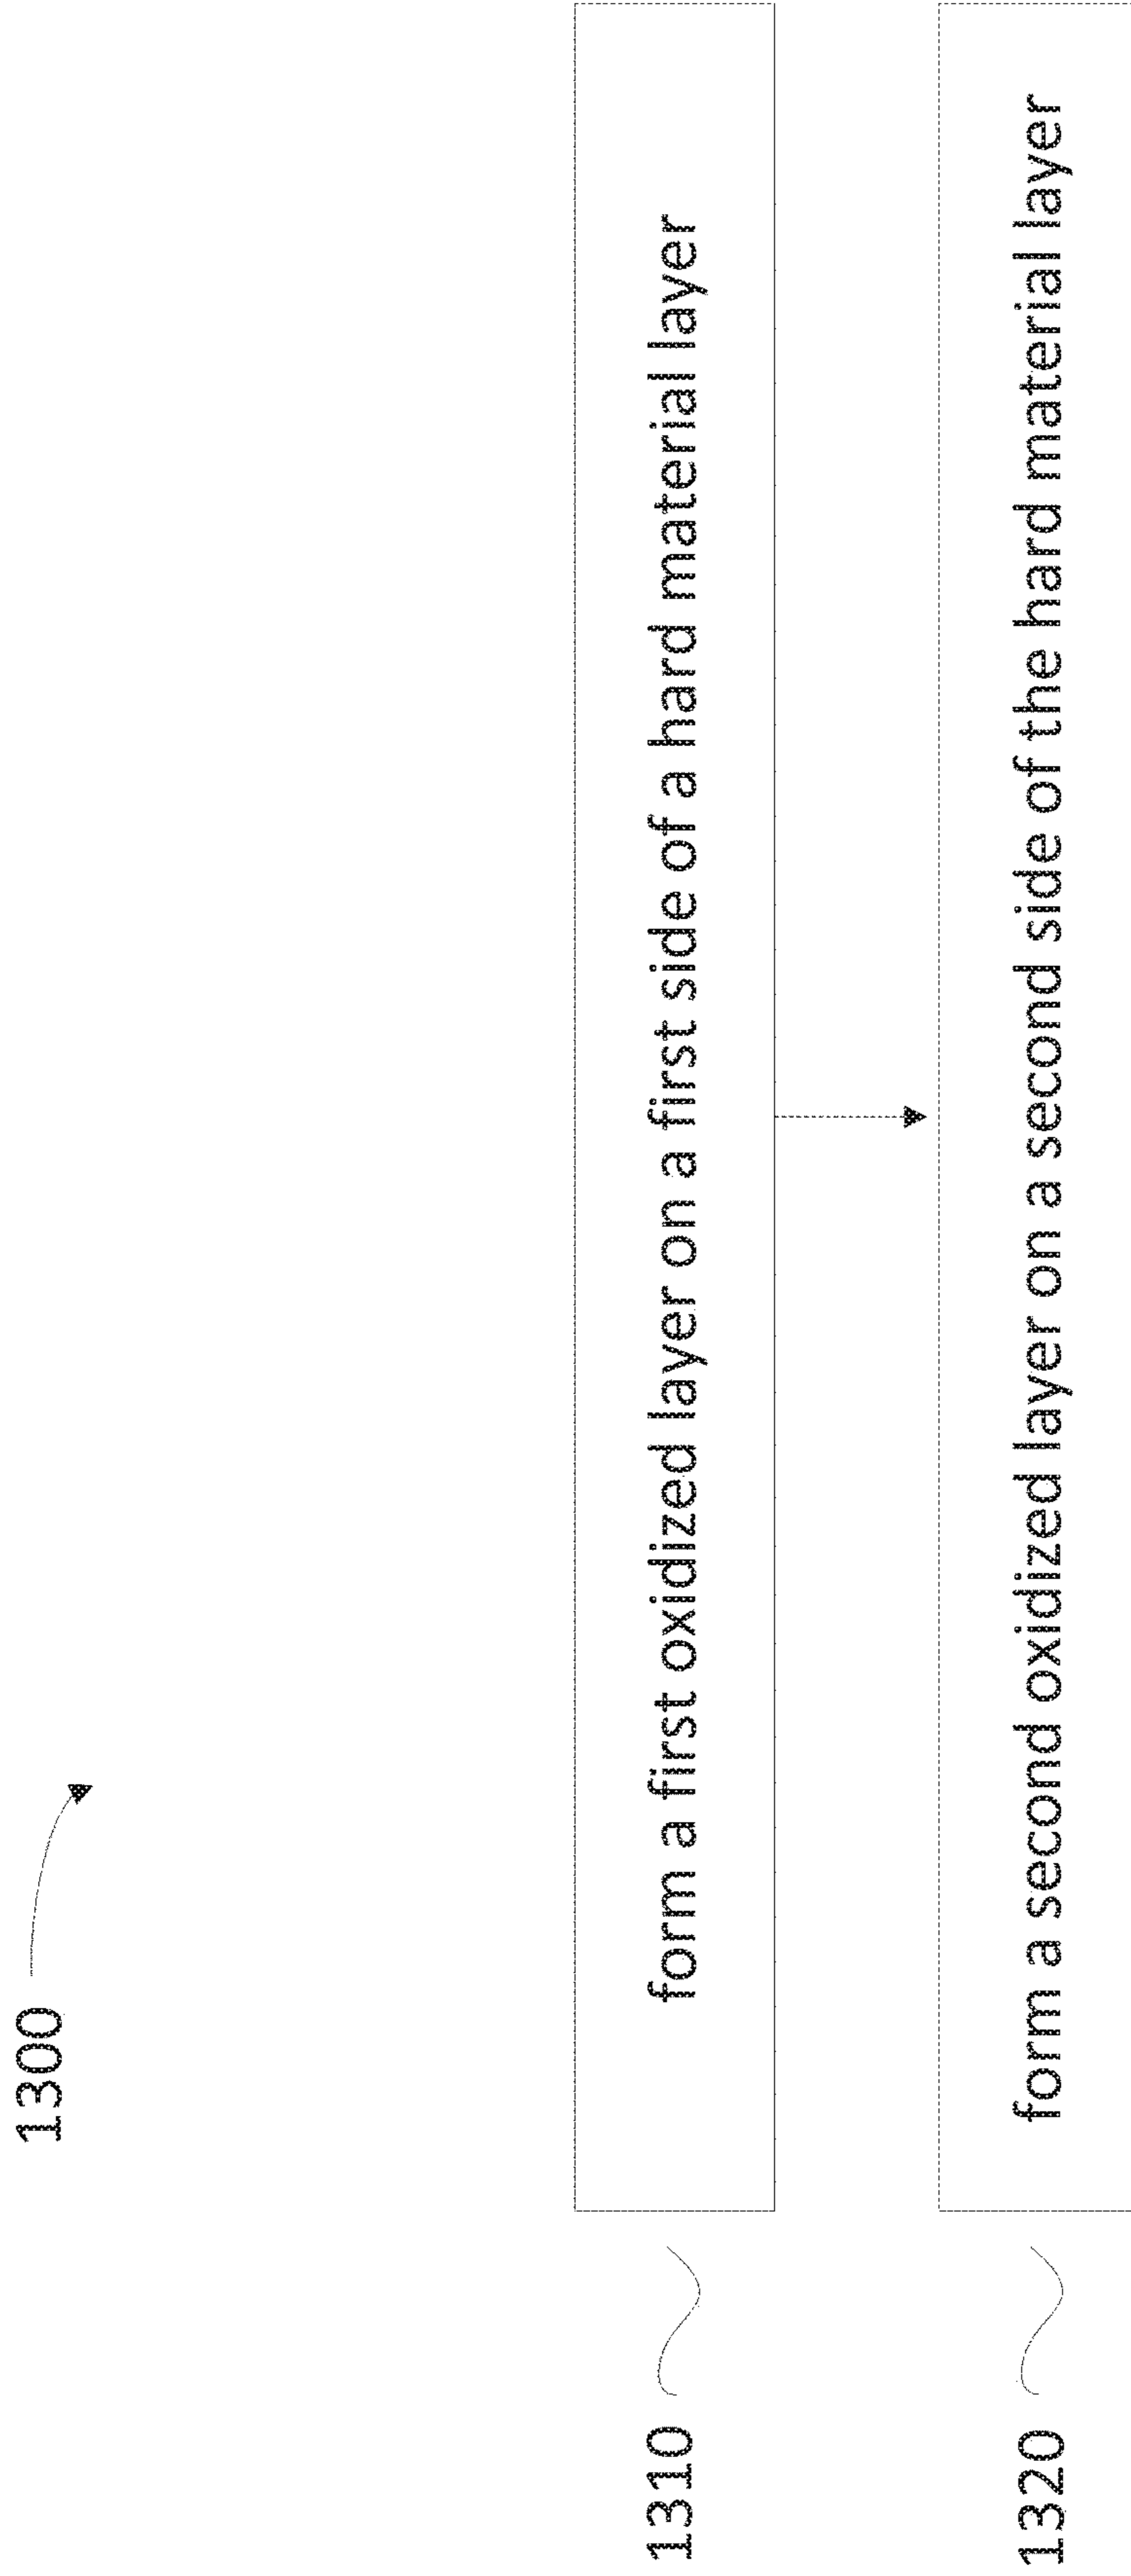 1300
1310
form a first oxidized layer on a first side of a hard material layer
1320
form a second oxidized layer on a second side of the hard material layer